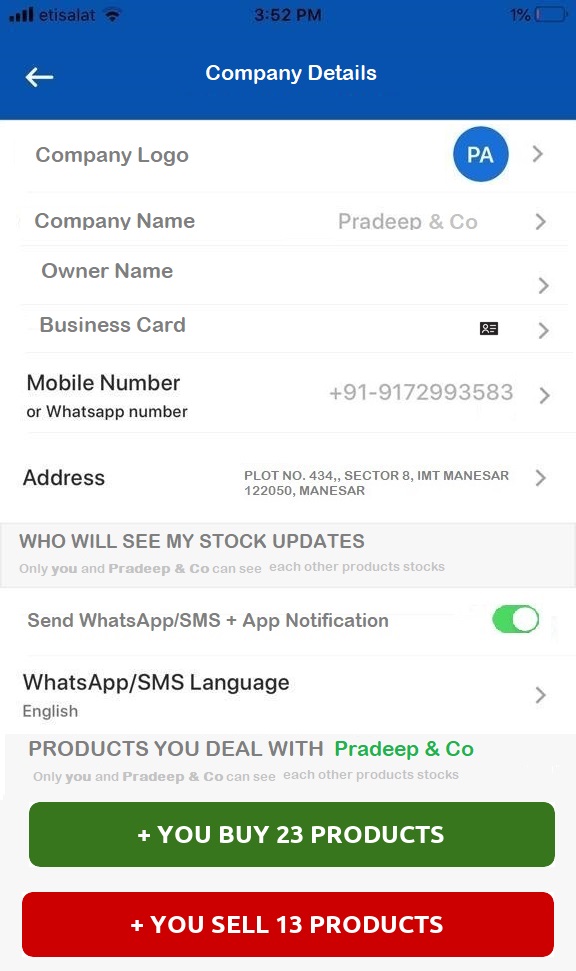 etisalat 3:52 PM 1%
Company Details
Company Logo PA
Company Name Pradeep & Co
Owner Name
Business Card
Mobile Number +91-9172993583
or Whatsapp number
Address PLOT NO. 434,, SECTOR 8, IMT MANESAR
122050, MANESAR
WHO WILL SEE MY STOCK UPDATES
Only you and Pradeep & Co can see each other products stocks
Send WhatsApp/SMS + App Notification
WhatsApp/SMS Language
English
PRODUCTS YOU DEAL WITH Pradeep & Co
Only you and Pradeep & Co can see each other products stocks
+ YOU BUY 23 PRODUCTS
+ YOU SELL 13 PRODUCTS